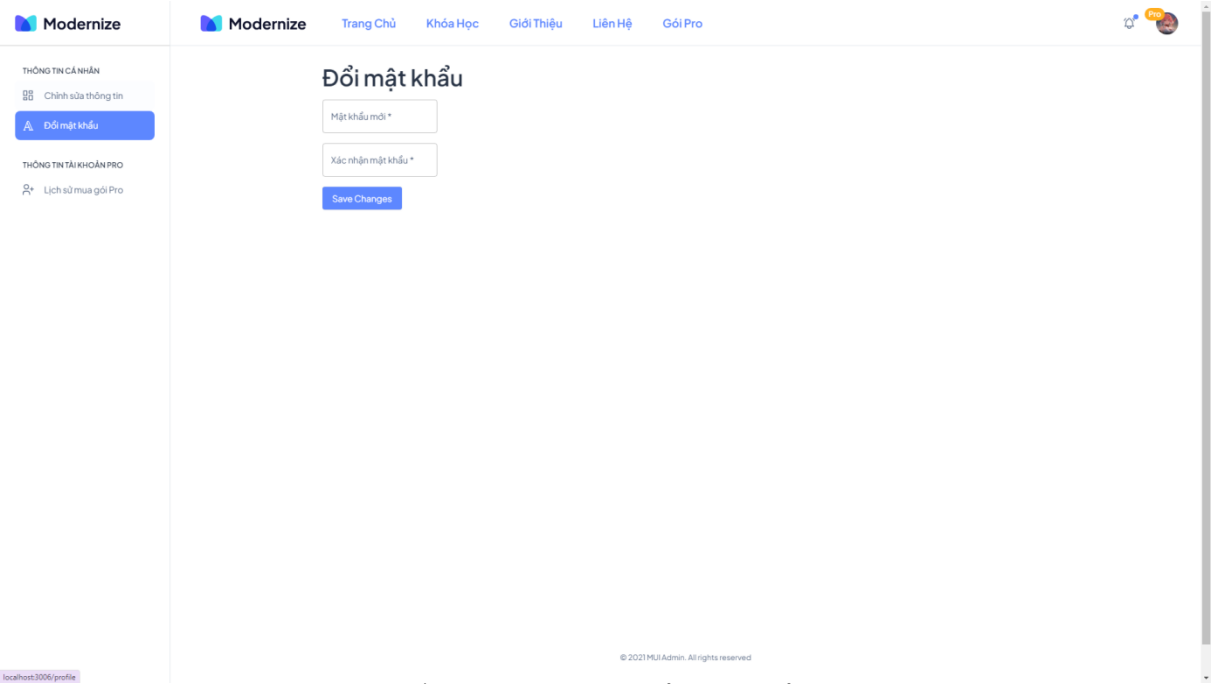 Modernize
Modernize
Trang Chủ
Khóa Học
Giới Thiệu
Liên Hệ
Gói Pro
Pro
THÔNG TIN CÁ NHÂN
Chỉnh sửa thông tin
Đổi mật khẩu
THÔNG TIN TÀI KHOẢN PRO
Lịch sử mua gói Pro
Đổi mật khẩu
Mật khẩu mới *
Xác nhận mật khẩu *
Save Changes
© 2021 MUI Admin. All rights reserved
localhost:3006/profile